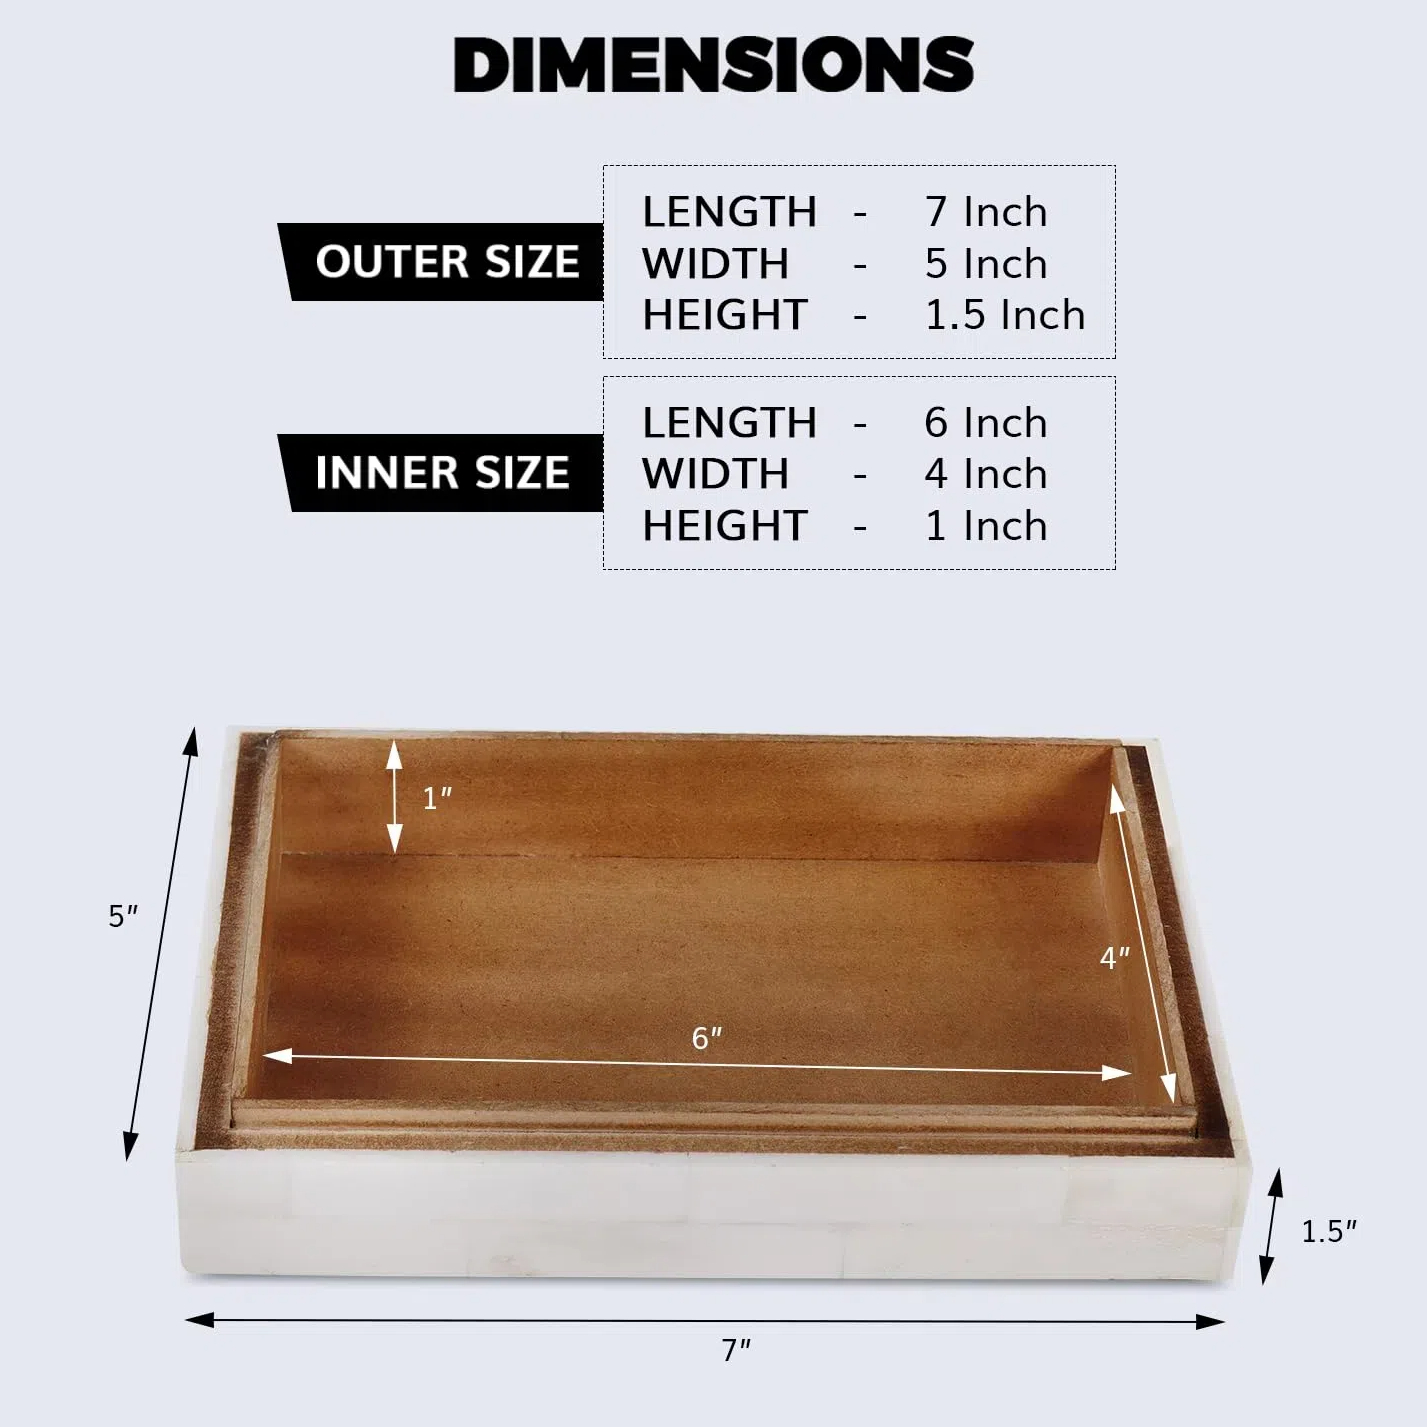 DIMENSIONS
OUTER SIZE
LENGTH - 7 Inch
WIDTH - 5 Inch
HEIGHT - 1.5 Inch
INNER SIZE
LENGTH - 6 Inch
WIDTH - 4 Inch
HEIGHT - 1 Inch
1"
5"
4"
6"
1.5"
7"